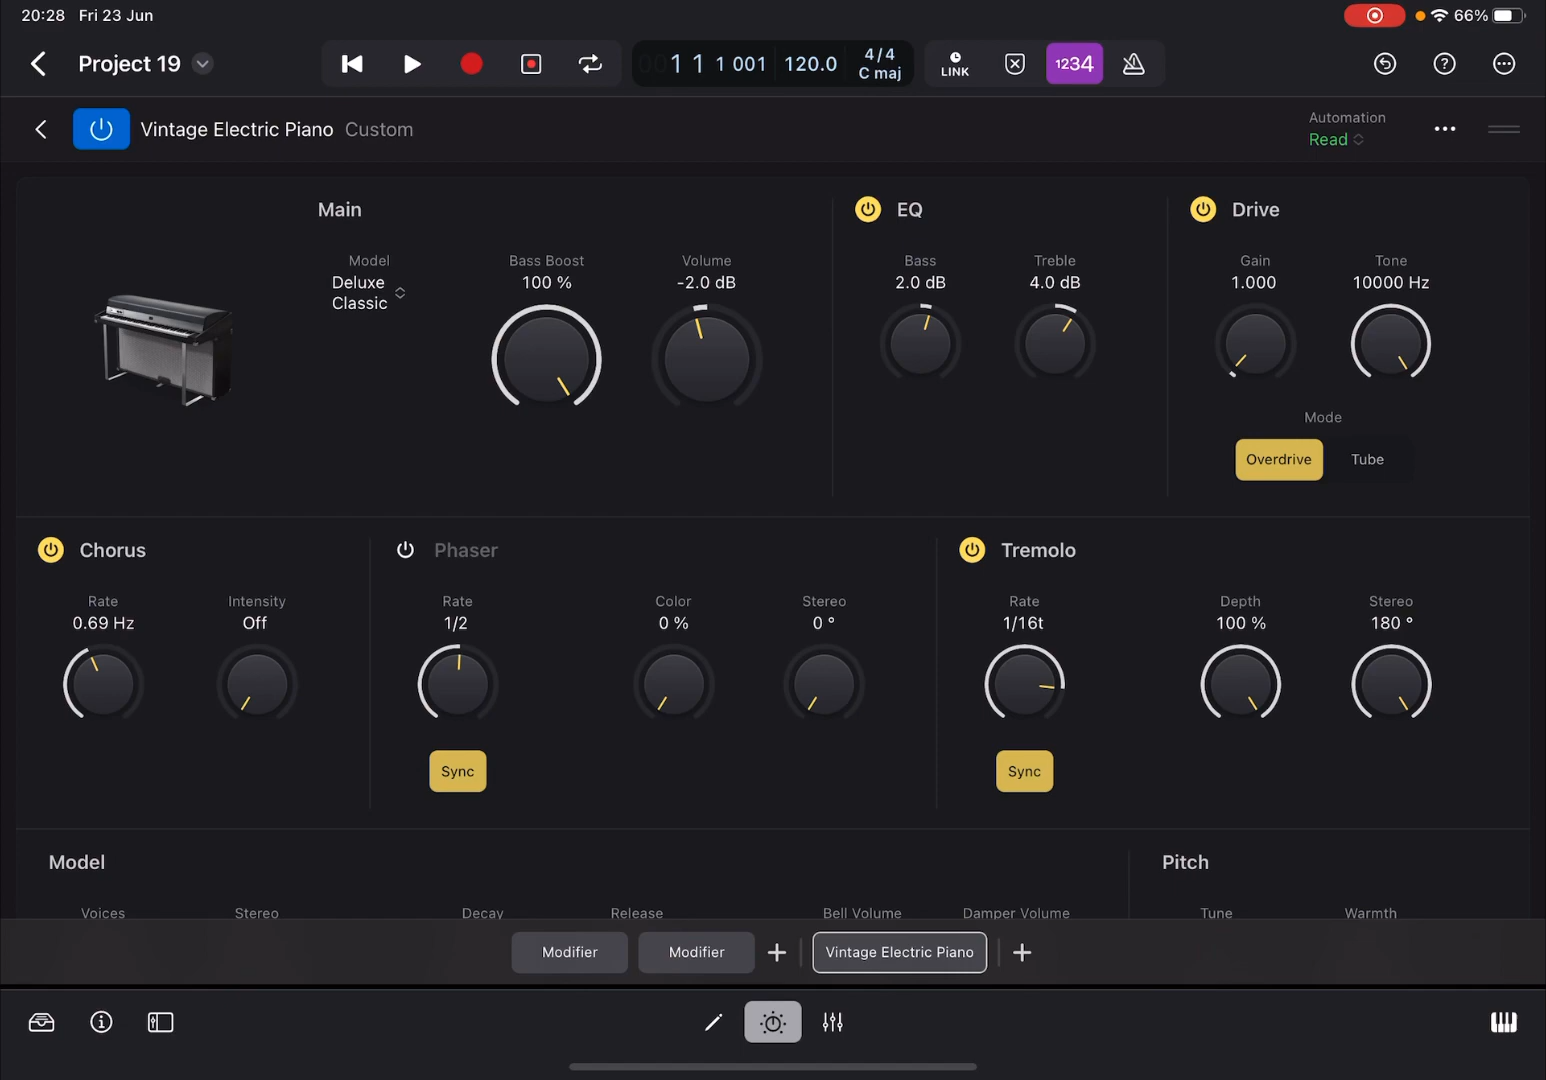 20:28 Fri 23 Jun 66%
Project 19 001 1 1 001 120.0 4/4 C maj LINK 1234
Vintage Electric Piano Custom Automation Read
Main EQ Drive
Model Bass Boost Volume Bass Treble Gain Tone
Deluxe Classic 100 % -2.0 dB 2.0 dB 4.0 dB 1.000 10000 Hz
Mode
Overdrive Tube
Chorus Phaser Tremolo
Rate Intensity Rate Color Stereo Rate Depth Stereo
0.69 Hz Off 1/2 0 % 0 ° 1/16t 100 % 180 °
Sync Sync
Model Pitch
Voices Stereo Decay Release Bell Volume Damper Volume Tune Warmth
Modifier Modifier + Vintage Electric Piano +